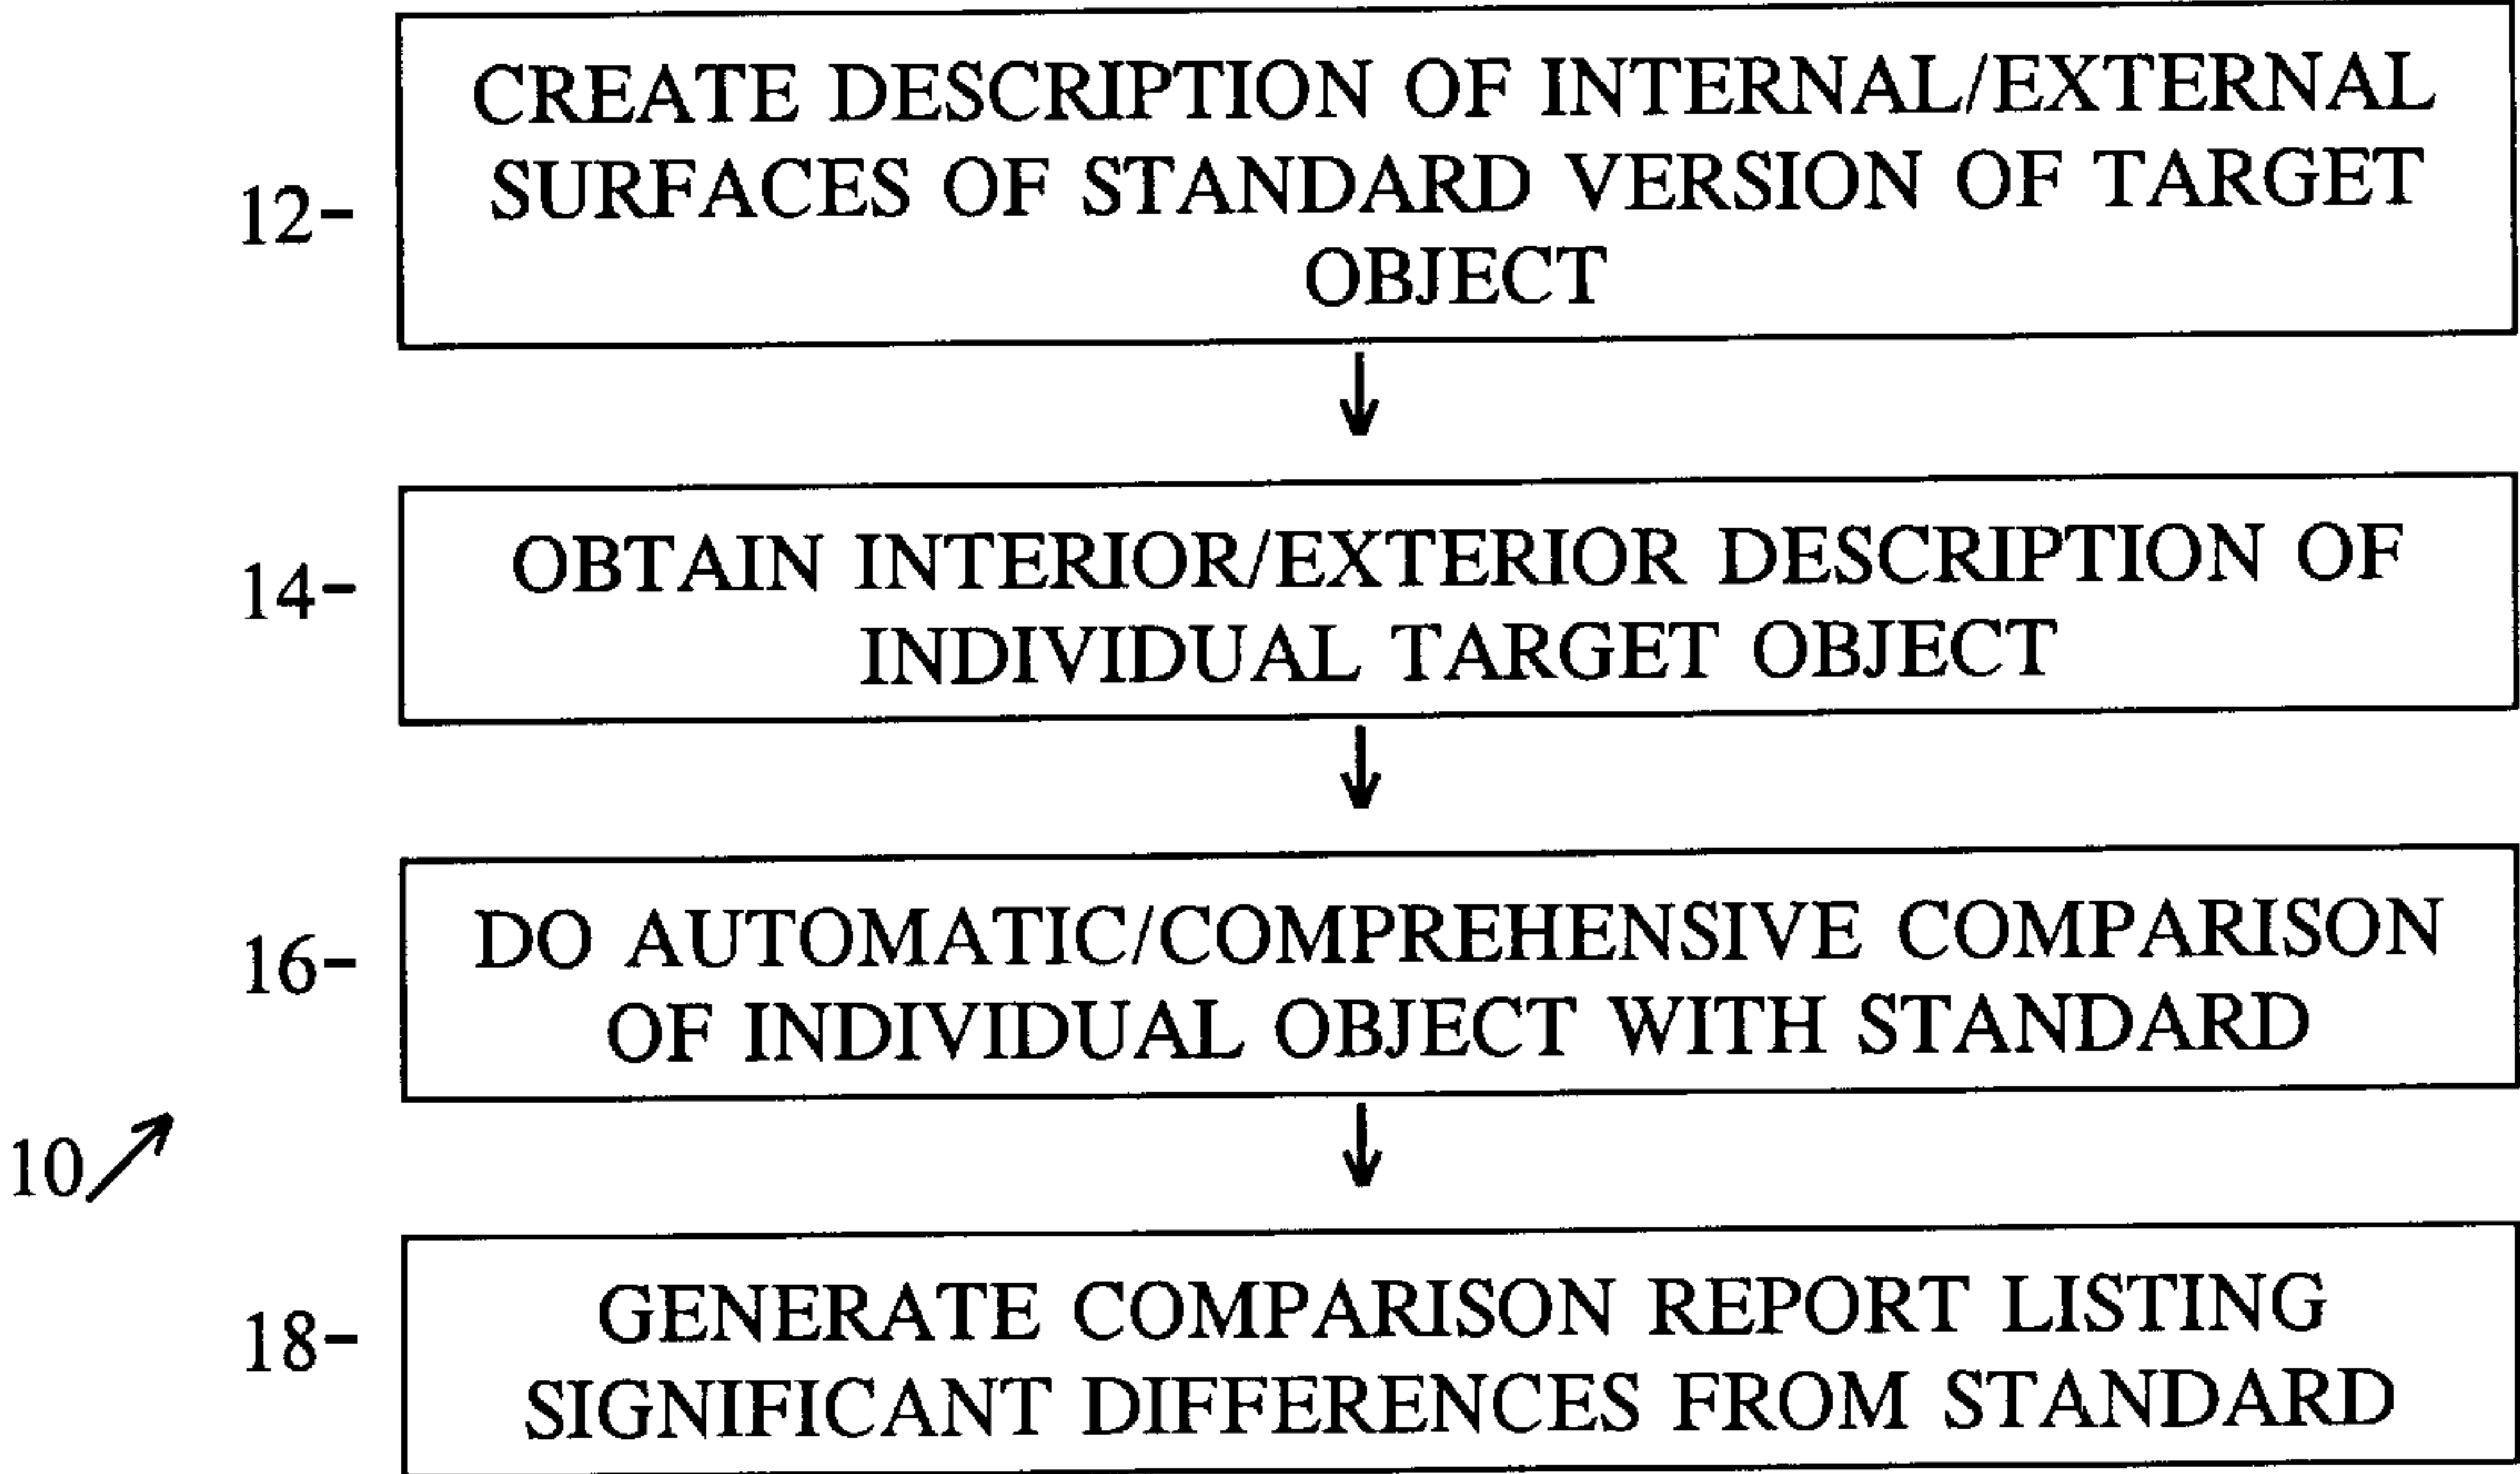 CREATE DESCRIPTION OF INTERNAL/EXTERNAL
SURFACES OF STANDARD VERSION OF TARGET
OBJECT
12-
OBTAIN INTERIOR/EXTERIOR DESCRIPTION OF
INDIVIDUAL TARGET OBJECT
14-
DO AUTOMATIC/COMPREHENSIVE COMPARISON
OF INDIVIDUAL OBJECT WITH STANDARD
16-
10
GENERATE COMPARISON REPORT LISTING
SIGNIFICANT DIFFERENCES FROM STANDARD
18-